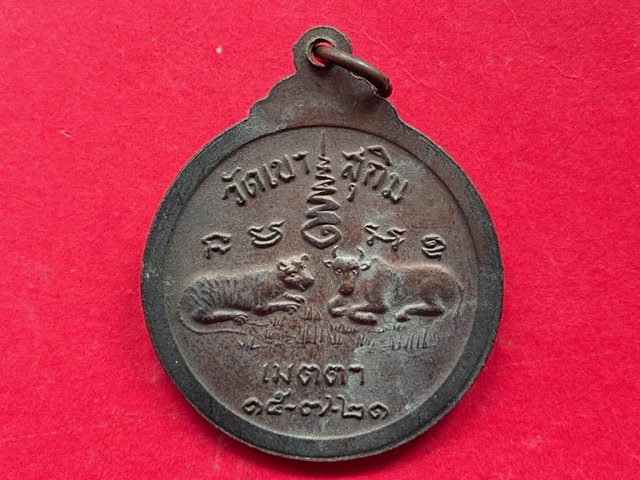 วัดเขา สุกิม
เมตตา
๑๕-๗-๒๑